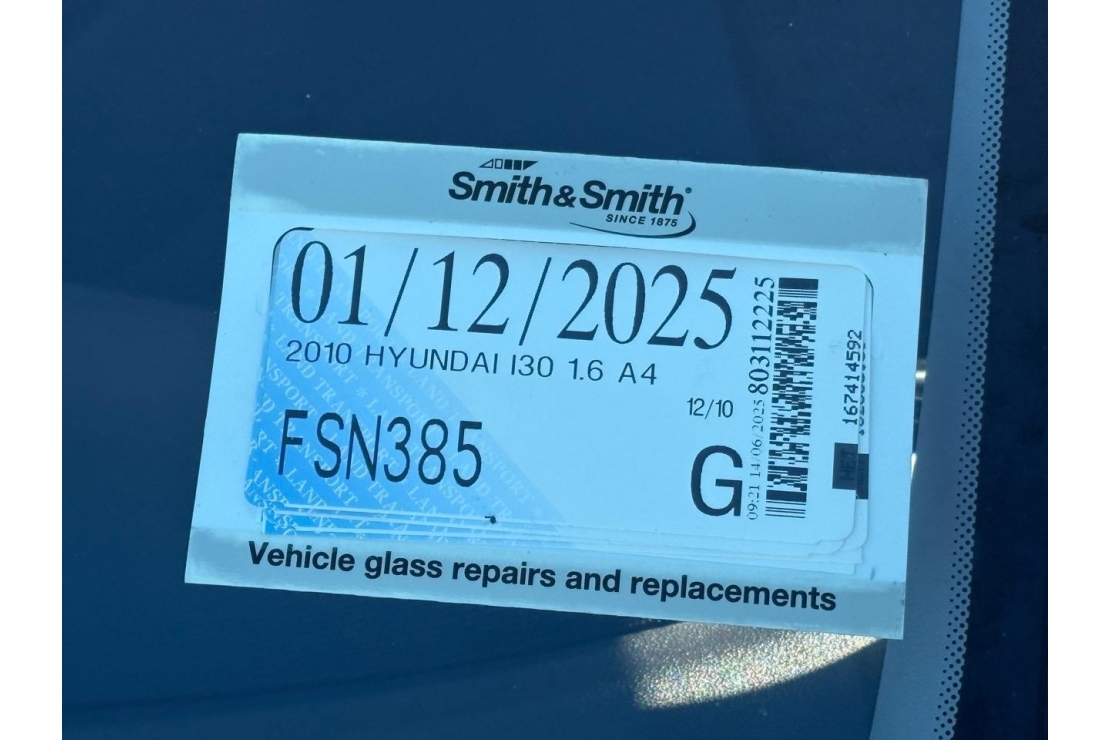 Smith&Smith®
SINCE 1875
01/12/2025
2010 HYUNDAI I30 1.6 A4
12/10
FSN385
G
09:21 14/06/2025 803112225
167414592
Vehicle glass repairs and replacements